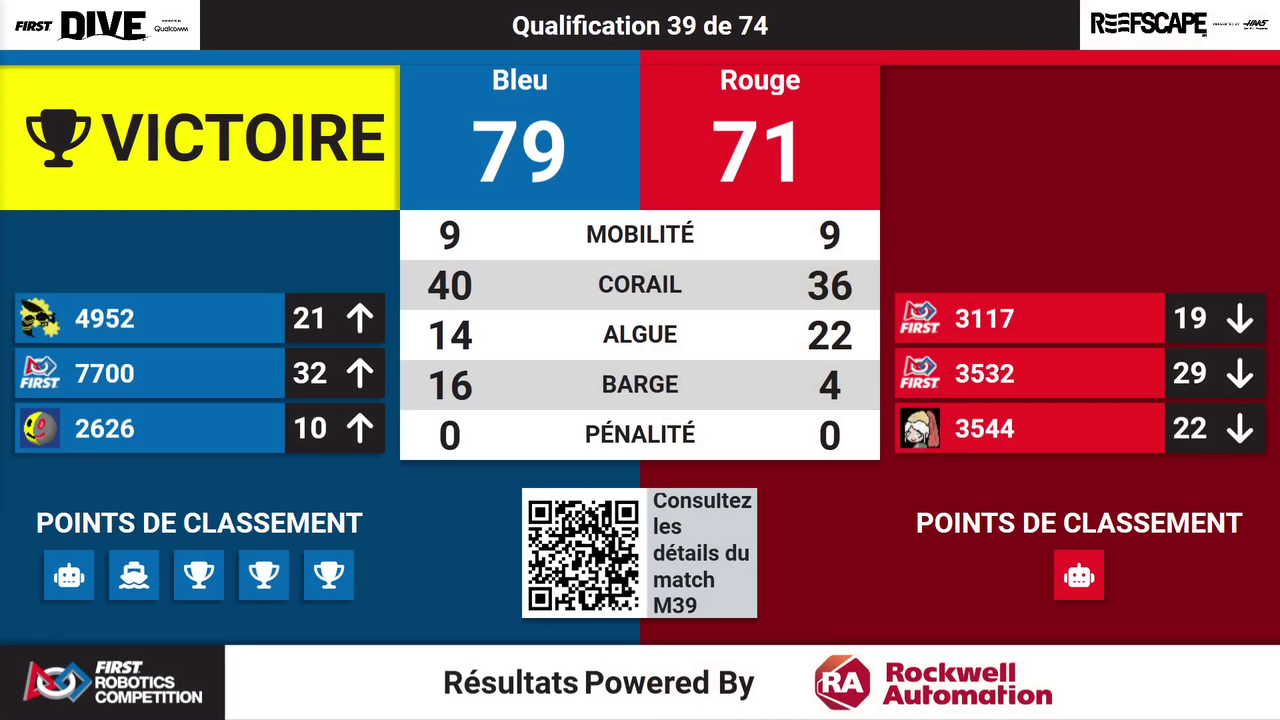 FIRST DIVE Qualcomm
Qualification 39 de 74
REEFSCAPE HAAS
VICTOIRE
Bleu
79
Rouge
71
9 MOBILITÉ 9
40 CORAIL 36
14 ALGUE 22
16 BARGE 4
0 PÉNALITÉ 0
4952 21
7700 32
2626 10
3117 19
3532 29
3544 22
FIRST
FIRST
FIRST
POINTS DE CLASSEMENT
Consultez
les
détails du
match
M39
POINTS DE CLASSEMENT
FIRST
ROBOTICS
COMPETITION
Résultats Powered By
RA
Rockwell
Automation